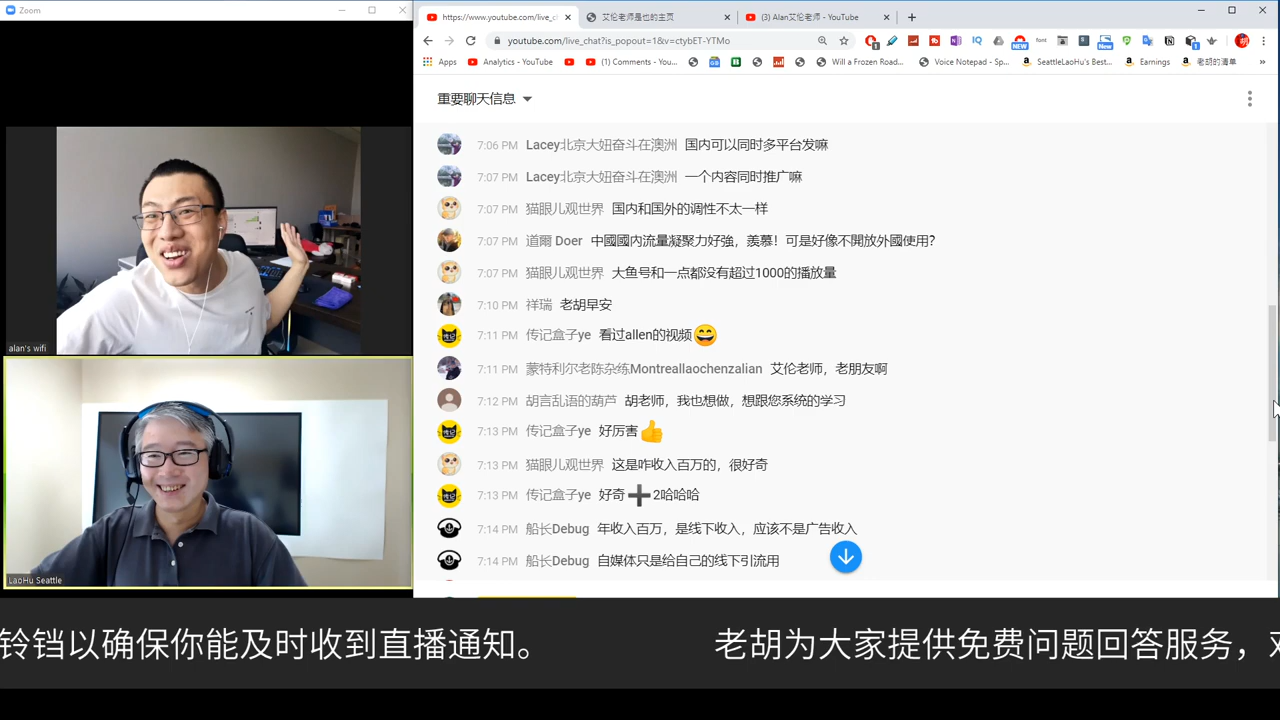 Zoom
https://www.youtube.com/live_c
艾伦老师是也的主页
(3) Alan艾伦老师 - YouTube
youtube.com/live_chat?is_popout=1&v=ctybET-YTMo
Apps
Analytics - YouTube
(1) Comments - You...
Will a Frozen Road...
Voice Notepad - Sp...
SeattleLaoHu's Best...
Earnings
老胡的清单
»
重要聊天信息
7:06 PM Lacey北京大妞奋斗在澳洲 国内可以同时多平台发嘛
7:07 PM Lacey北京大妞奋斗在澳洲 一个内容同时推广嘛
7:07 PM 猫眼儿观世界 国内和国外的调性不太一样
7:07 PM 道爾 Doer 中國國内流量凝聚力好強，羨慕！可是好像不開放外國使用？
7:07 PM 猫眼儿观世界 大鱼号和一点都没有超过1000的播放量
7:10 PM 祥瑞 老胡早安
7:11 PM 传记盒子ye 看过allen的视频😄
7:11 PM 蒙特利尔老陈杂练Montreallaochenzalian 艾伦老师，老朋友啊
7:12 PM 胡言乱语的葫芦 胡老师，我也想做，想跟您系统的学习
7:13 PM 传记盒子ye 好厉害👍
7:13 PM 猫眼儿观世界 这是咋收入百万的，很好奇
7:13 PM 传记盒子ye 好奇➕2哈哈哈
7:14 PM 船长Debug 年收入百万，是线下收入，应该不是广告收入
7:14 PM 船长Debug 自媒体只是给自己的线下引流用
alan's wifi
LaoHu Seattle
铃铛以确保你能及时收到直播通知。 老胡为大家提供免费问题回答服务，